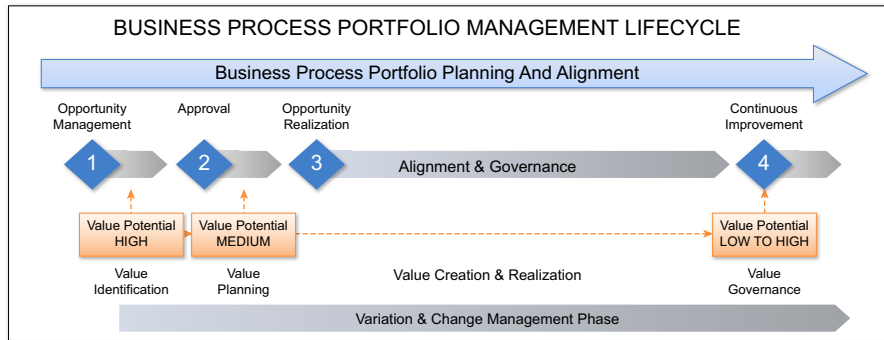 BUSINESS PROCESS PORTFOLIO MANAGEMENT LIFECYCLE
Business Process Portfolio Planning And Alignment
Opportunity
Management
Approval
Opportunity
Realization
Continuous
Improvement
1
2
3
Alignment & Governance
4
Value Potential
HIGH
Value Potential
MEDIUM
Value Potential
LOW TO HIGH
Value
Identification
Value
Planning
Value Creation & Realization
Value
Governance
Variation & Change Management Phase